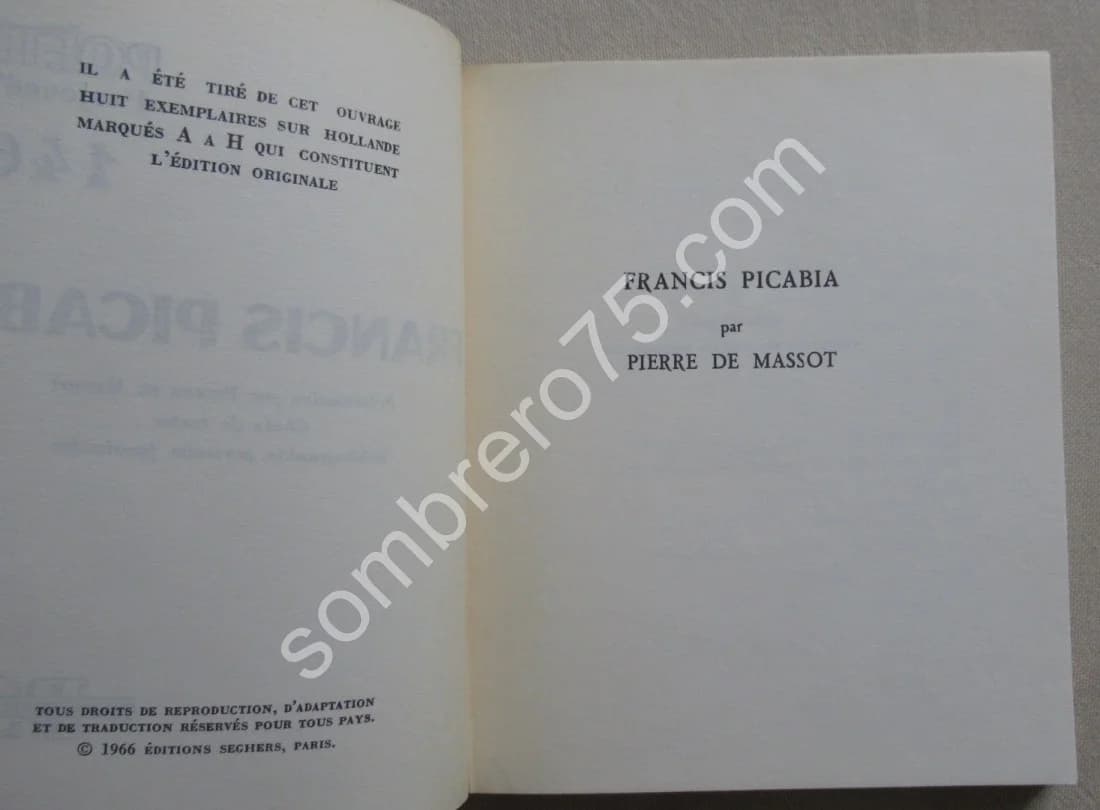 IL A ÉTÉ TIRÉ DE CET OUVRAGE
HUIT EXEMPLAIRES SUR HOLLANDE
MARQUÉS A A H QUI CONSTITUENT
L'ÉDITION ORIGINALE
TOUS DROITS DE REPRODUCTION, D'ADAPTATION
ET DE TRADUCTION RÉSERVÉS POUR TOUS PAYS.
© 1966 ÉDITIONS SEGHERS, PARIS.
FRANCIS PICABIA
par
PIERRE DE MASSOT
sombrero75.com